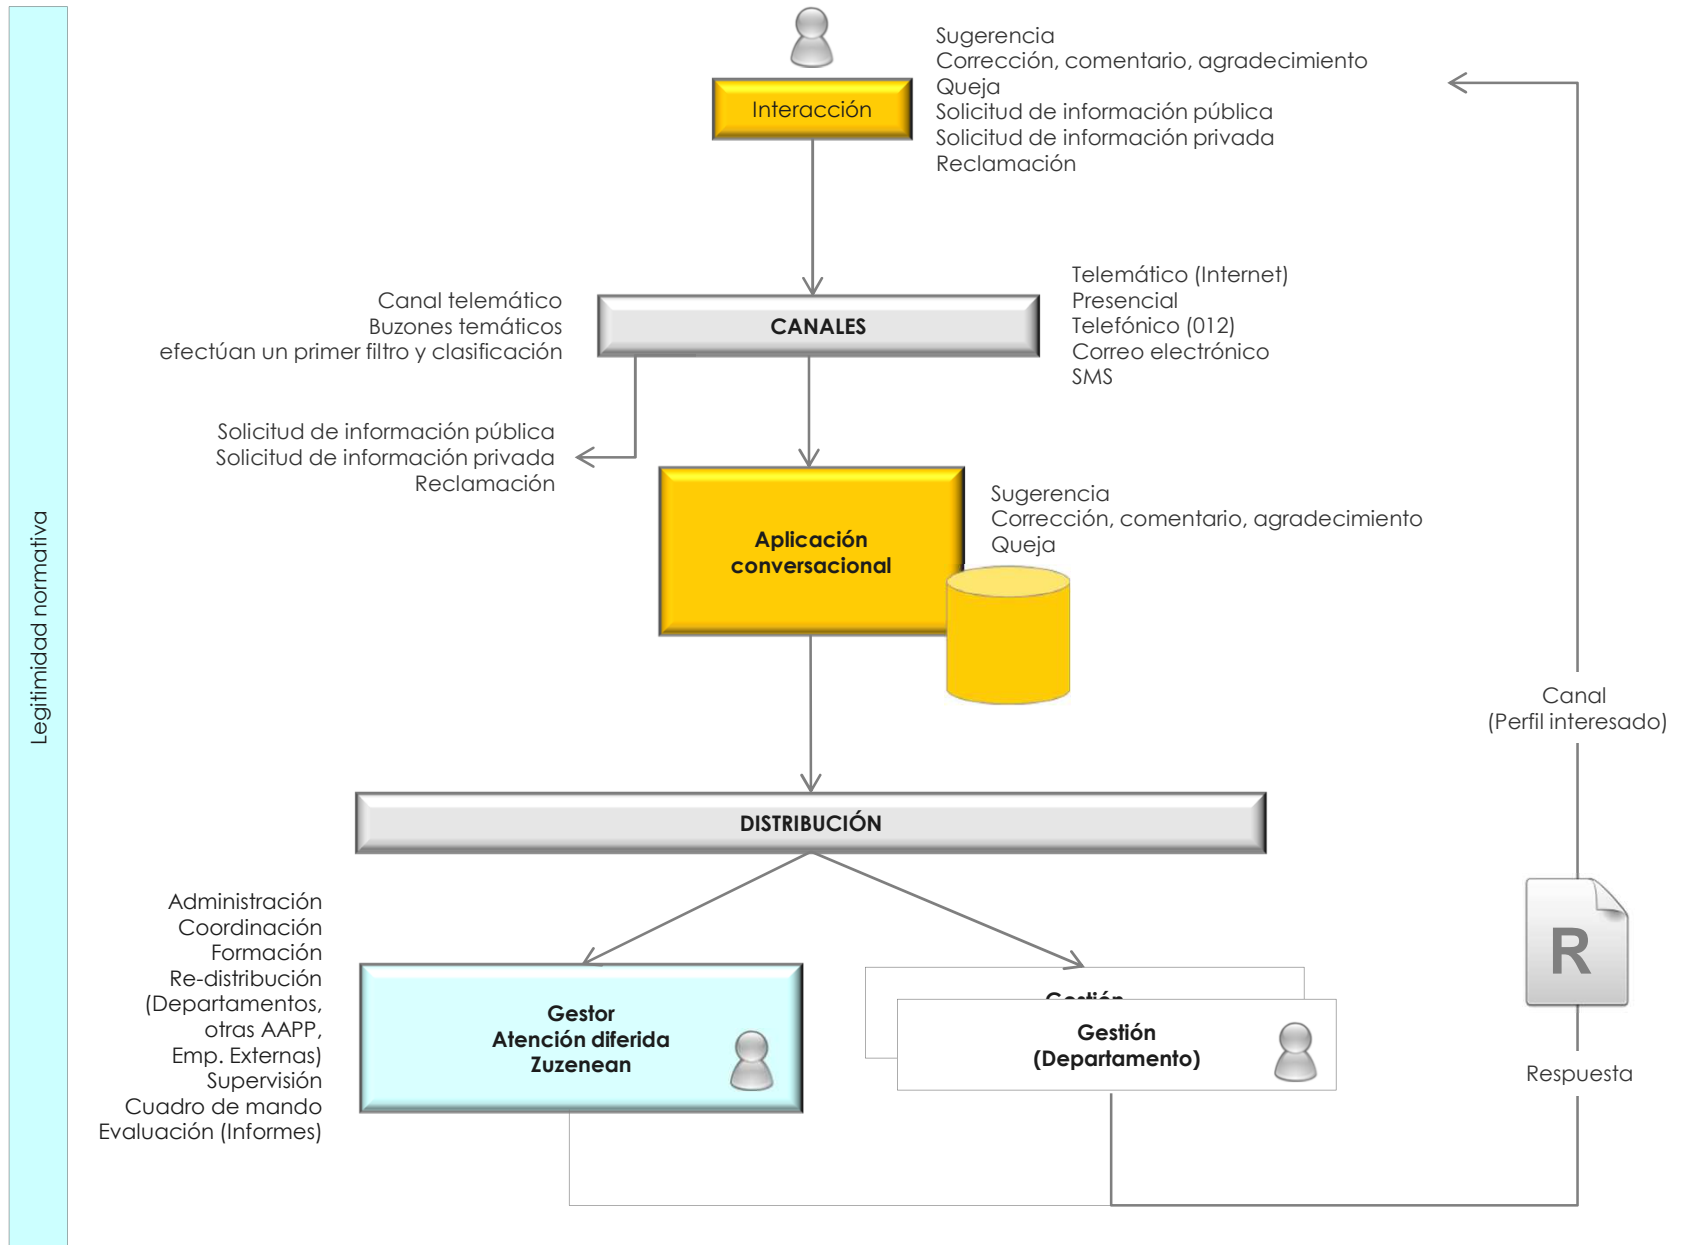 Sugerencia
Corrección, comentario, agradecimiento
Queja
Solicitud de información pública
Solicitud de información privada
Reclamación
Interacción
Canal telemático
Buzones temáticos
efectúan un primer filtro y clasificación
CANALES
Telemático (Internet)
Presencial
Telefónico (012)
Correo electrónico
SMS
Solicitud de información pública
Solicitud de información privada
Reclamación
Aplicación
conversacional
Sugerencia
Corrección, comentario, agradecimiento
Queja
Legitimidad normativa
Canal
(Perfil interesado)
DISTRIBUCIÓN
Administración
Coordinación
Formación
Re-distribución
(Departamentos,
otras AAPP,
Emp. Externas)
Supervisión
Cuadro de mando
Evaluación (Informes)
Gestor
Atención diferida
Zuzenean
Gestión
Gestión
(Departamento)
R
Respuesta